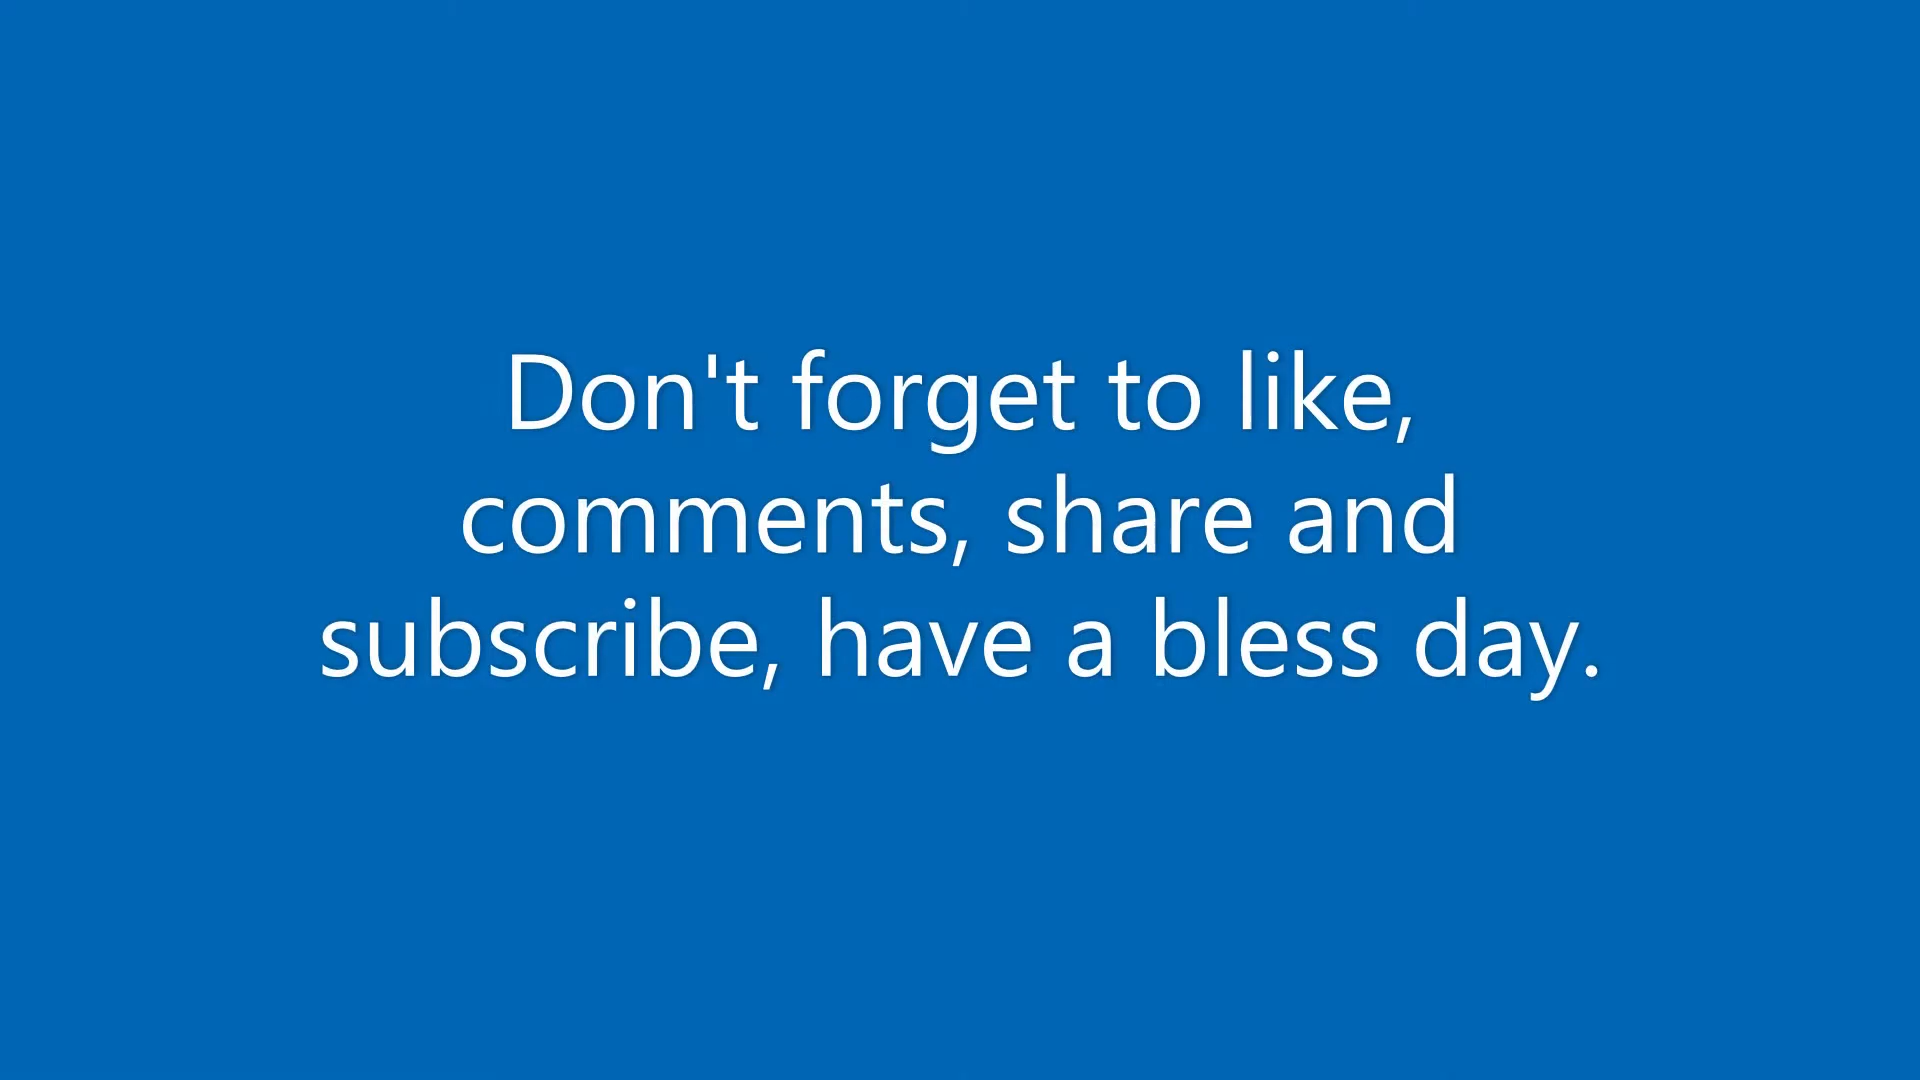 Don't forget to like,
comments, share and
subscribe, have a bless day.